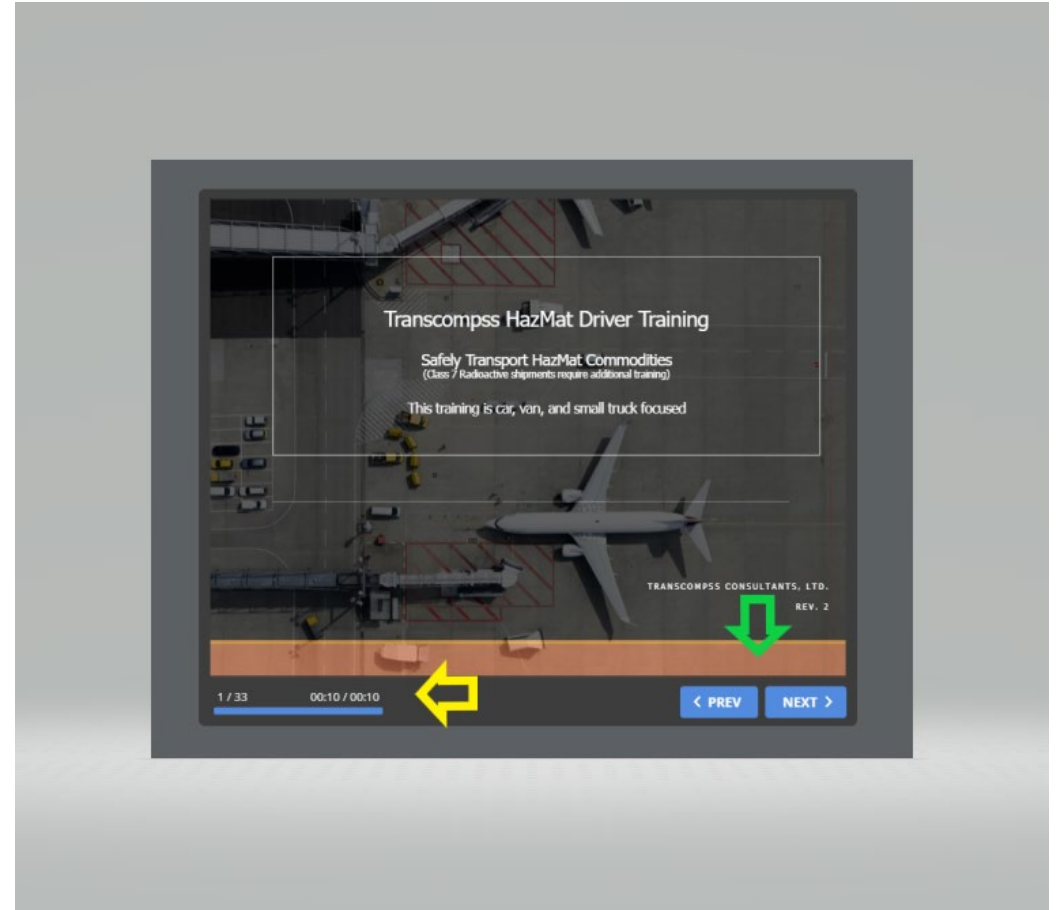 Transcompss HazMat Driver Training
Safely Transport HazMat Commodities
(Class 7 Radioactive shipments require additional training)
This training is car, van, and small truck focused
TRANSCOMPSS CONSULTANTS, LTD.
REV. 2
1 / 33
00:10 / 00:10
< PREV
NEXT >